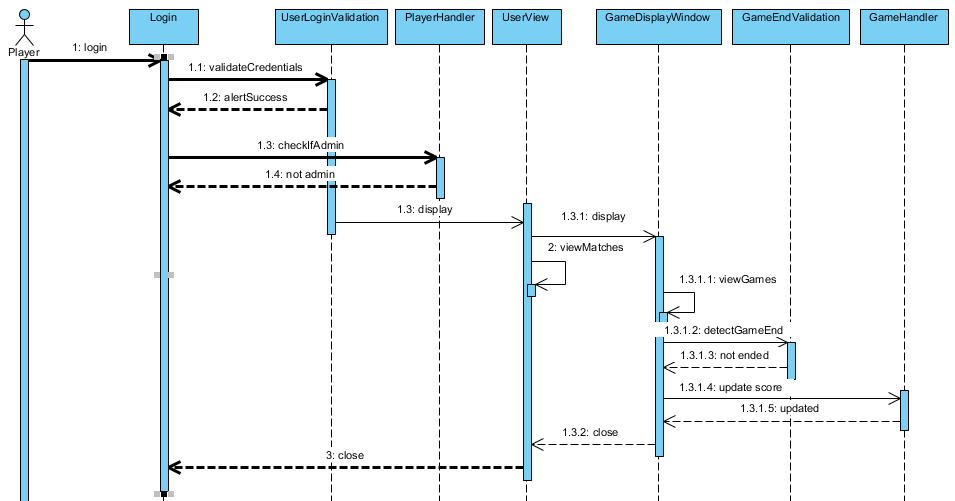 Login
UserLoginValidation
PlayerHandler
UserView
GameDisplayWindow
GameEndValidation
GameHandler
Player
1: login
1.1: validateCredentials
1.2: alertSuccess
1.3: checkIfAdmin
1.4: not admin
1.3: display
1.3.1: display
2: viewMatches
1.3.1.1: viewGames
1.3.1.2: detectGameEnd
1.3.1.3: not ended
1.3.1.4: update score
1.3.1.5: updated
1.3.2: close
3: close